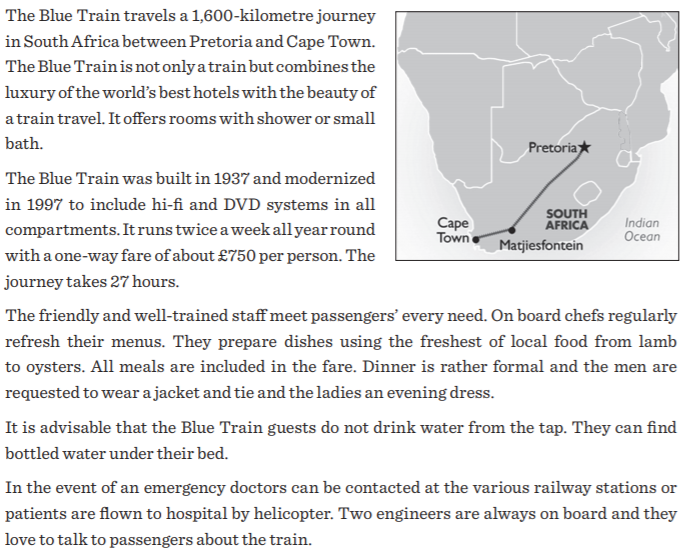 The Blue Train travels a 1,600-kilometre journey
in South Africa between Pretoria and Cape Town.
The Blue Train is not only a train but combines the
luxury of the world's best hotels with the beauty of
a train travel. It offers rooms with shower or small
bath.
The Blue Train was built in 1937 and modernized
in 1997 to include hi-fi and DVD systems in all
compartments. It runs twice a week all year round
with a one-way fare of about £750 per person. The
journey takes 27 hours.
Pretoria
SOUTH
AFRICA
Cape
Town
Matjiesfontein
Indian
Ocean
The friendly and well-trained staff meet passengers' every need. On board chefs regularly
refresh their menus. They prepare dishes using the freshest of local food from lamb
to oysters. All meals are included in the fare. Dinner is rather formal and the men are
requested to wear a jacket and tie and the ladies an evening dress.
It is advisable that the Blue Train guests do not drink water from the tap. They can find
bottled water under their bed.
In the event of an emergency doctors can be contacted at the various railway stations or
patients are flown to hospital by helicopter. Two engineers are always on board and they
love to talk to passengers about the train.